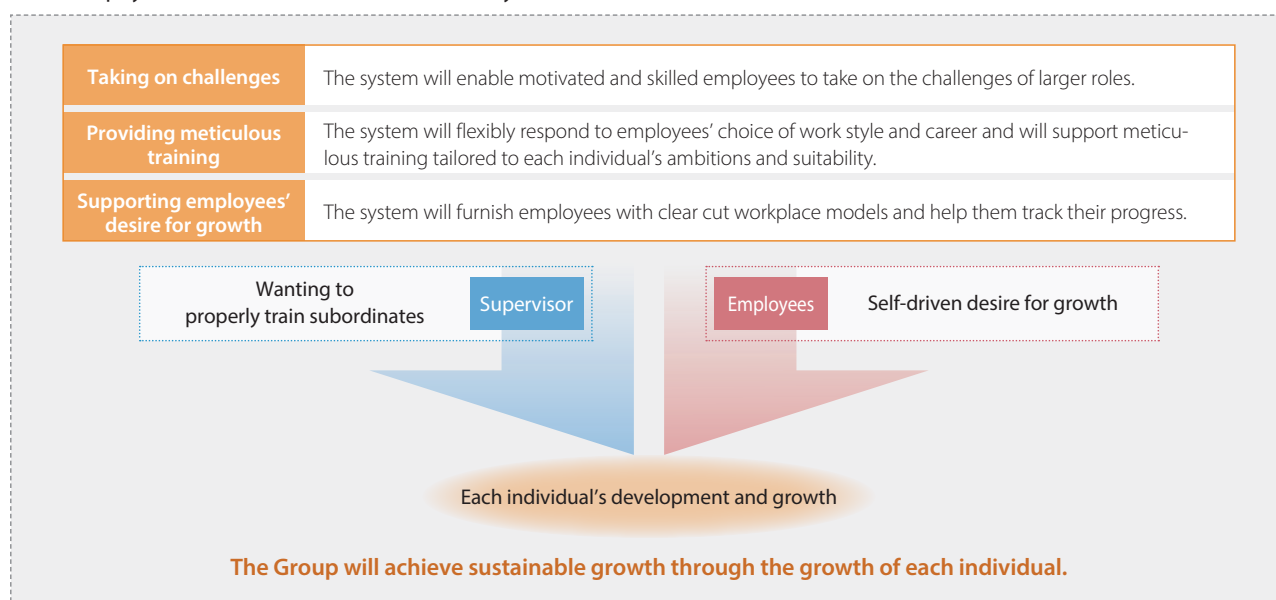 Taking on challenges
The system will enable motivated and skilled employees to take on the challenges of larger roles.
Providing meticulous
training
The system will flexibly respond to employees’ choice of work style and career and will support meticu-
lous training tailored to each individual’s ambitions and suitability.
Supporting employees’
desire for growth
The system will furnish employees with clear cut workplace models and help them track their progress.
Wanting to
properly train subordinates
Supervisor
Employees
Self-driven desire for growth
Each individual’s development and growth
The Group will achieve sustainable growth through the growth of each individual.